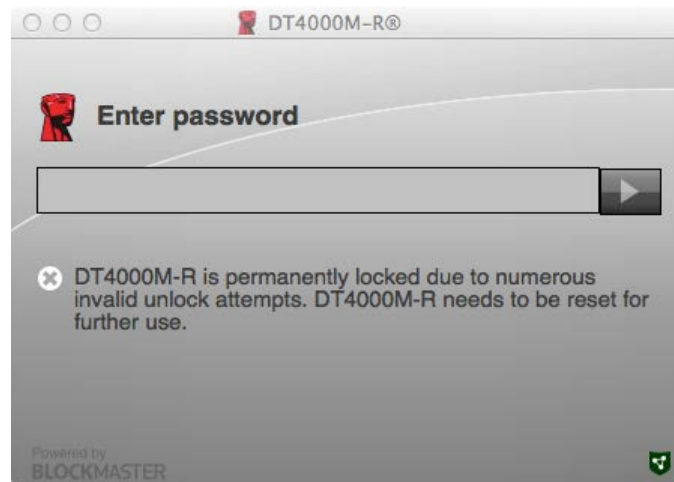 DT4000M-R®
Enter password
DT4000M-R is permanently locked due to numerous
invalid unlock attempts. DT4000M-R needs to be reset for
further use.
Powered by
BLOCKMASTER